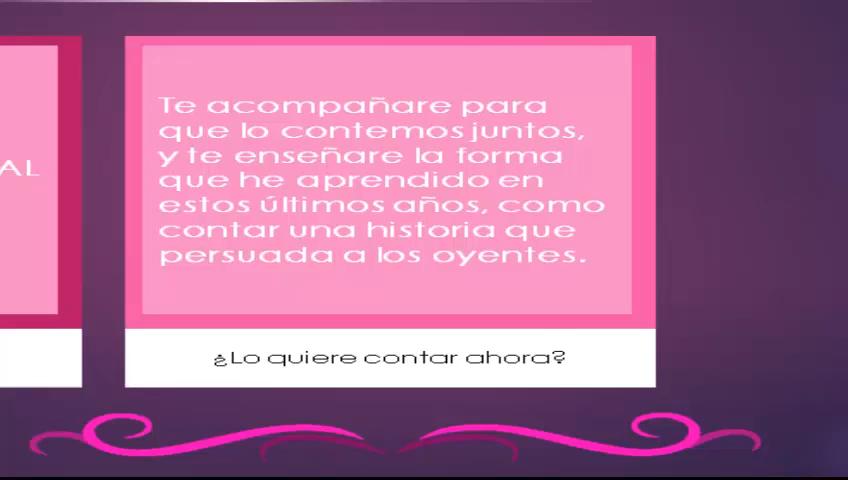 AL
Te acompañare para
que lo contemos juntos,
y te enseñare la forma
que he aprendido en
estos últimos años, como
contar una historia que
persuada a los oyentes.
¿Lo quiere contar ahora?